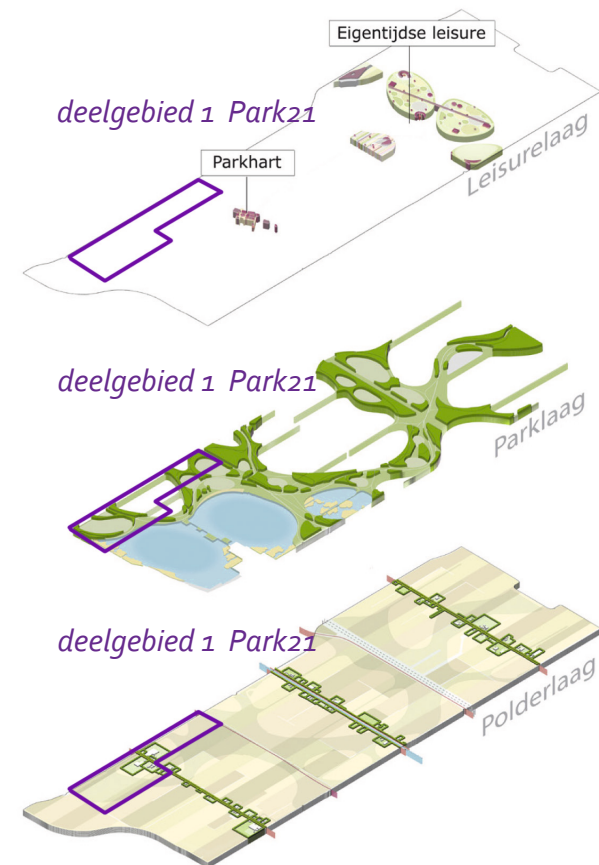 Eigentijdse leisure
deelgebied 1 Park21
Parkhart
Leisurelaag
deelgebied 1 Park21
Parklaag
deelgebied 1 Park21
Polderlaag